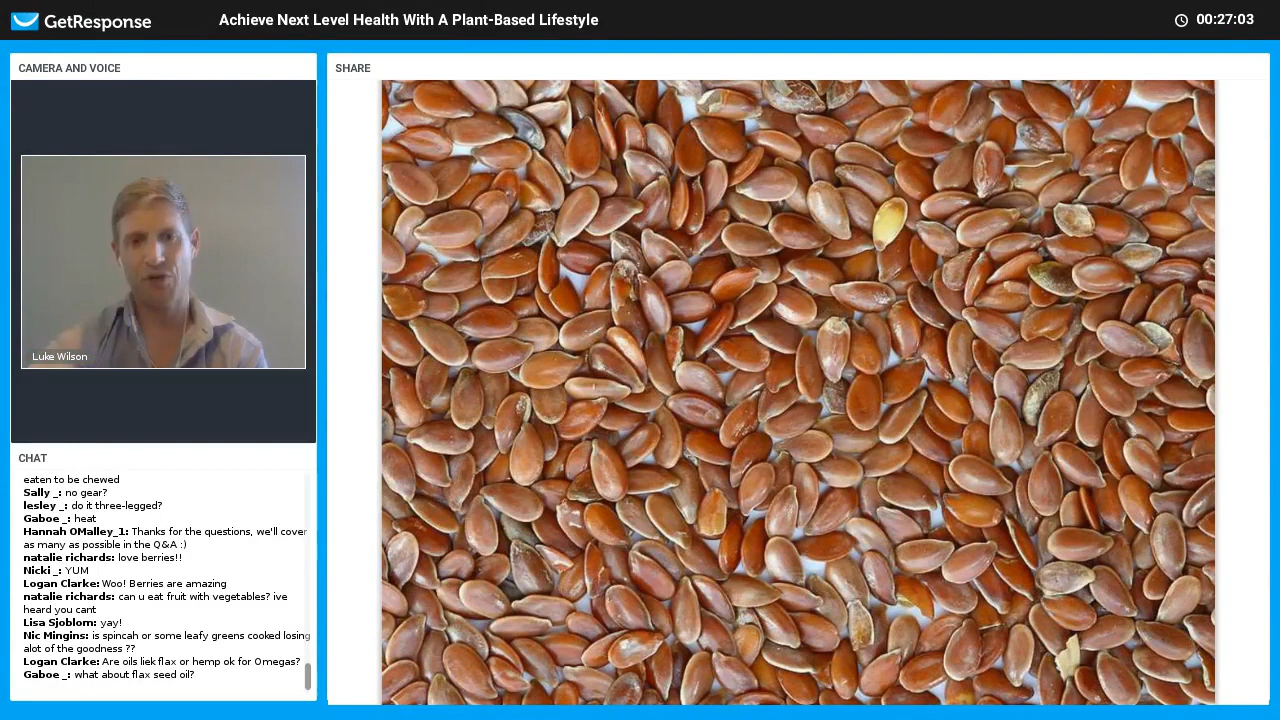 GetResponse
Achieve Next Level Health With A Plant-Based Lifestyle
00:27:03
CAMERA AND VOICE
SHARE
Luke Wilson
CHAT
eaten to be chewed
Sally _: no gear?
lesley _: do it three-legged?
Gaboe _: heat
Hannah OMalley_1: Thanks for the questions, we'll cover
as many as possible in the Q&A :)
natalie richards: love berries!!
Nicki _: YUM
Logan Clarke: Woo! Berries are amazing
natalie richards: can u eat fruit with vegetables? ive
heard you cant
Lisa Sjoblom: yay!
Nic Mingins: is spincah or some leafy greens cooked losing
alot of the goodness ??
Logan Clarke: Are oils liek flax or hemp ok for Omegas?
Gaboe _: what about flax seed oil?